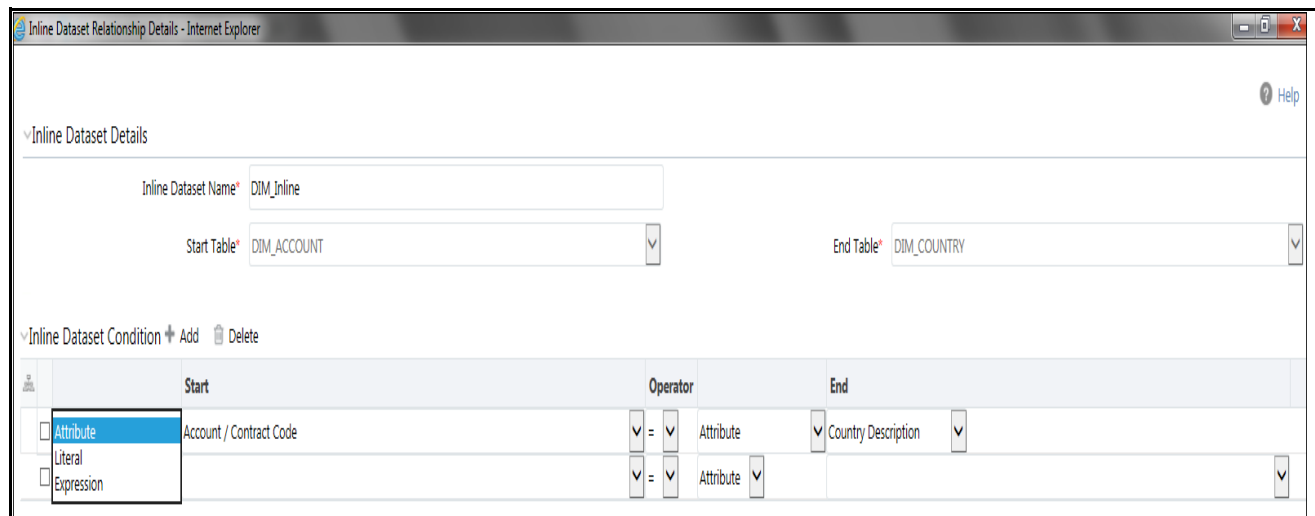 Inline Dataset Relationship Details - Internet Explorer
Help
Inline Dataset Details
Inline Dataset Name* DIM_Inline
Start Table* DIM_ACCOUNT End Table* DIM_COUNTRY
Inline Dataset Condition Add Delete
Start Operator End
Attribute Account / Contract Code = Attribute Country Description
Literal
Expression = Attribute